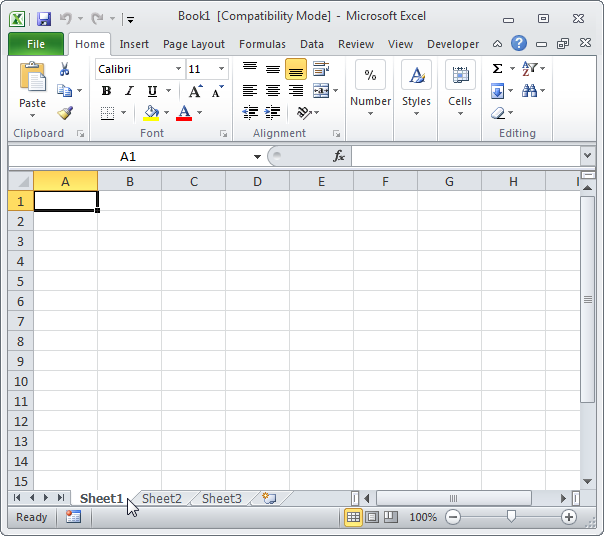 Book1 [Compatibility Mode] - Microsoft Excel
File Home Insert Page Layout Formulas Data Review View Developer
Calibri 11
Paste
B I U A A
A
%
Number
Styles
Cells
Σ
A
Z
Clipboard Font Alignment Editing
A1 fx
A B C D E F G H I
1
2
3
4
5
6
7
8
9
10
11
12
13
14
15
Sheet1 Sheet2 Sheet3
Ready 100%